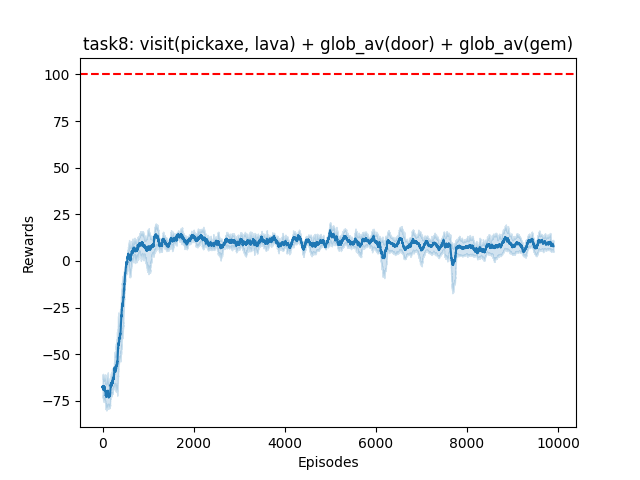 task8: visit(pickaxe, lava) + glob_av(door) + glob_av(gem)
100
75
50
25
0
−25
−50
−75
Rewards
0 2000 4000 6000 8000 10000
Episodes